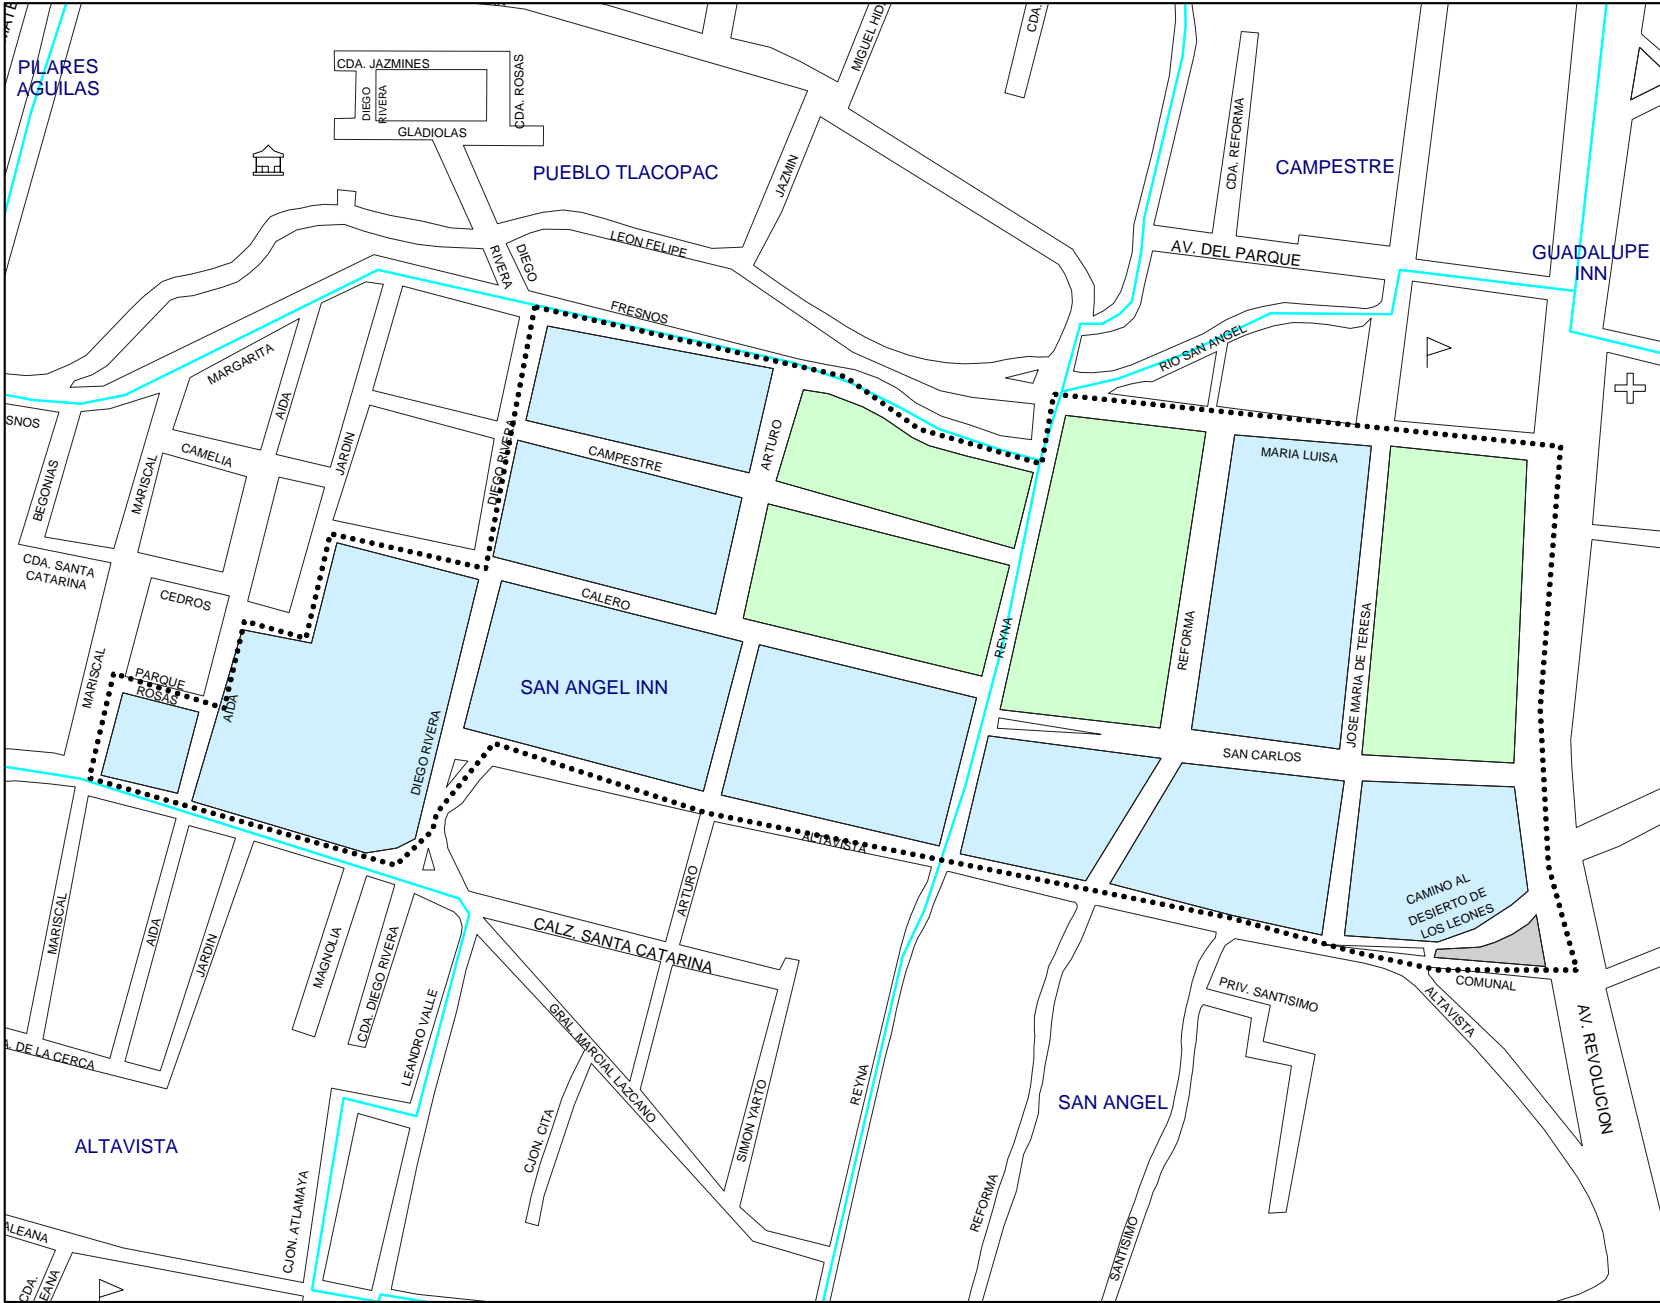 PILARES
AGUILAS
CDA. JAZMINES
DIEGO
RIVERA
CDA. ROSAS
GLADIOLAS
MIGUEL HID
CDA.
PUEBLO TLACOPAC
JAZMIN
CDA. REFORMA
CAMPESTRE
LEON FELIPE
DIEGO
RIVERA
AV. DEL PARQUE
GUADALUPE
INN
FRESNOS
RIO SAN ANGEL
MARGARITA
AIDA
SNOS
CAMELIA
JARDIN
BEGONIAS
MARISCAL
DIEGO RIVERA
CAMPESTRE
ARTURO
MARIA LUISA
CDA. SANTA
CATARINA
CEDROS
CALERO
REYNA
REFORMA
JOSE MARIA DE TERESA
MARISCAL
PARQUE
ROSAS
AIDA
SAN ANGEL INN
DIEGO RIVERA
SAN CARLOS
ALTAVISTA
CAMINO AL
DESIERTO DE
LOS LEONES
MARISCAL
AIDA
JARDIN
MAGNOLIA
CDA. DIEGO RIVERA
LEANDRO VALLE
ARTURO
CALZ. SANTA CATARINA
COMUNAL
PRIV. SANTISIMO
ALTAVISTA
AV. REVOLUCION
A. DE LA CERCA
GRAL. MARCIAL LAZCANO
CJON. CITA
SIMON YARTO
REYNA
SAN ANGEL
ALTAVISTA
CJON. ATLAMAYA
REFORMA
SANTISIMO
ALEANA
CDA.
EANA